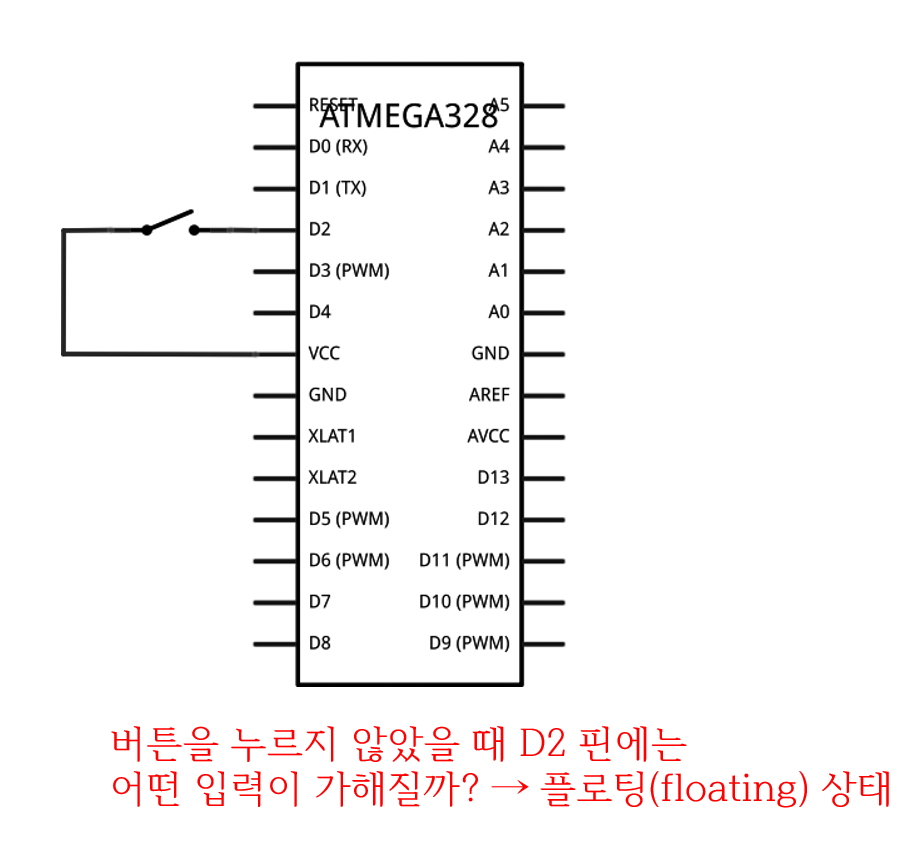 ATMEGA328
RESET
D0 (RX)
D1 (TX)
D2
D3 (PWM)
D4
VCC
GND
XLAT1
XLAT2
D5 (PWM)
D6 (PWM)
D7
D8
A5
A4
A3
A2
A1
A0
GND
AREF
AVCC
D13
D12
D11 (PWM)
D10 (PWM)
D9 (PWM)
버튼을 누르지 않았을 때 D2 핀에는
어떤 입력이 가해질까? → 플로팅(floating) 상태